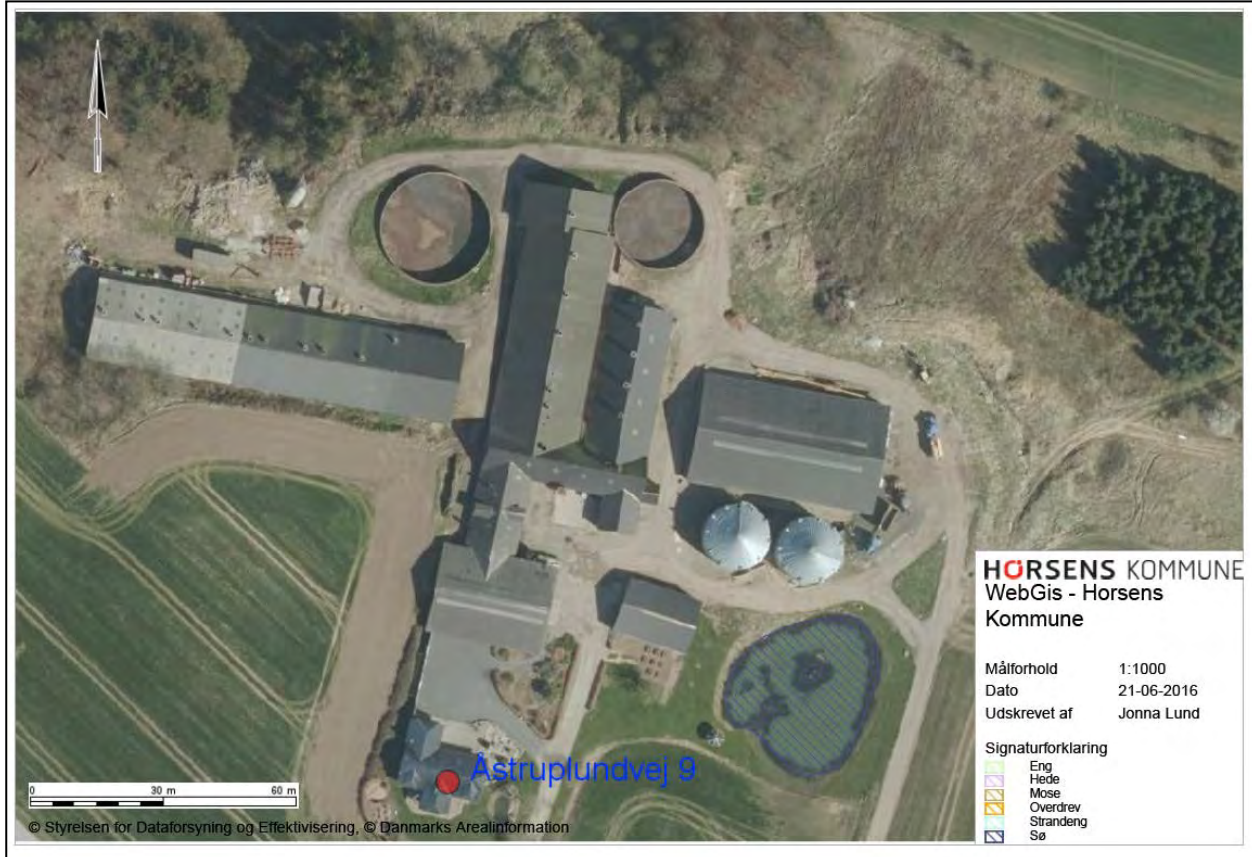 Åstruplundvej 9
0 30 m 60 m
© Styrelsen for Dataforsyning og Effektivisering, © Danmarks Arealinformation
HORSENS KOMMUNE
WebGis - Horsens
Kommune
Målforhold 1:1000
Dato 21-06-2016
Udskrevet af Jonna Lund
Signaturforklaring
Eng
Hede
Mose
Overdrev
Strandeng
Sø